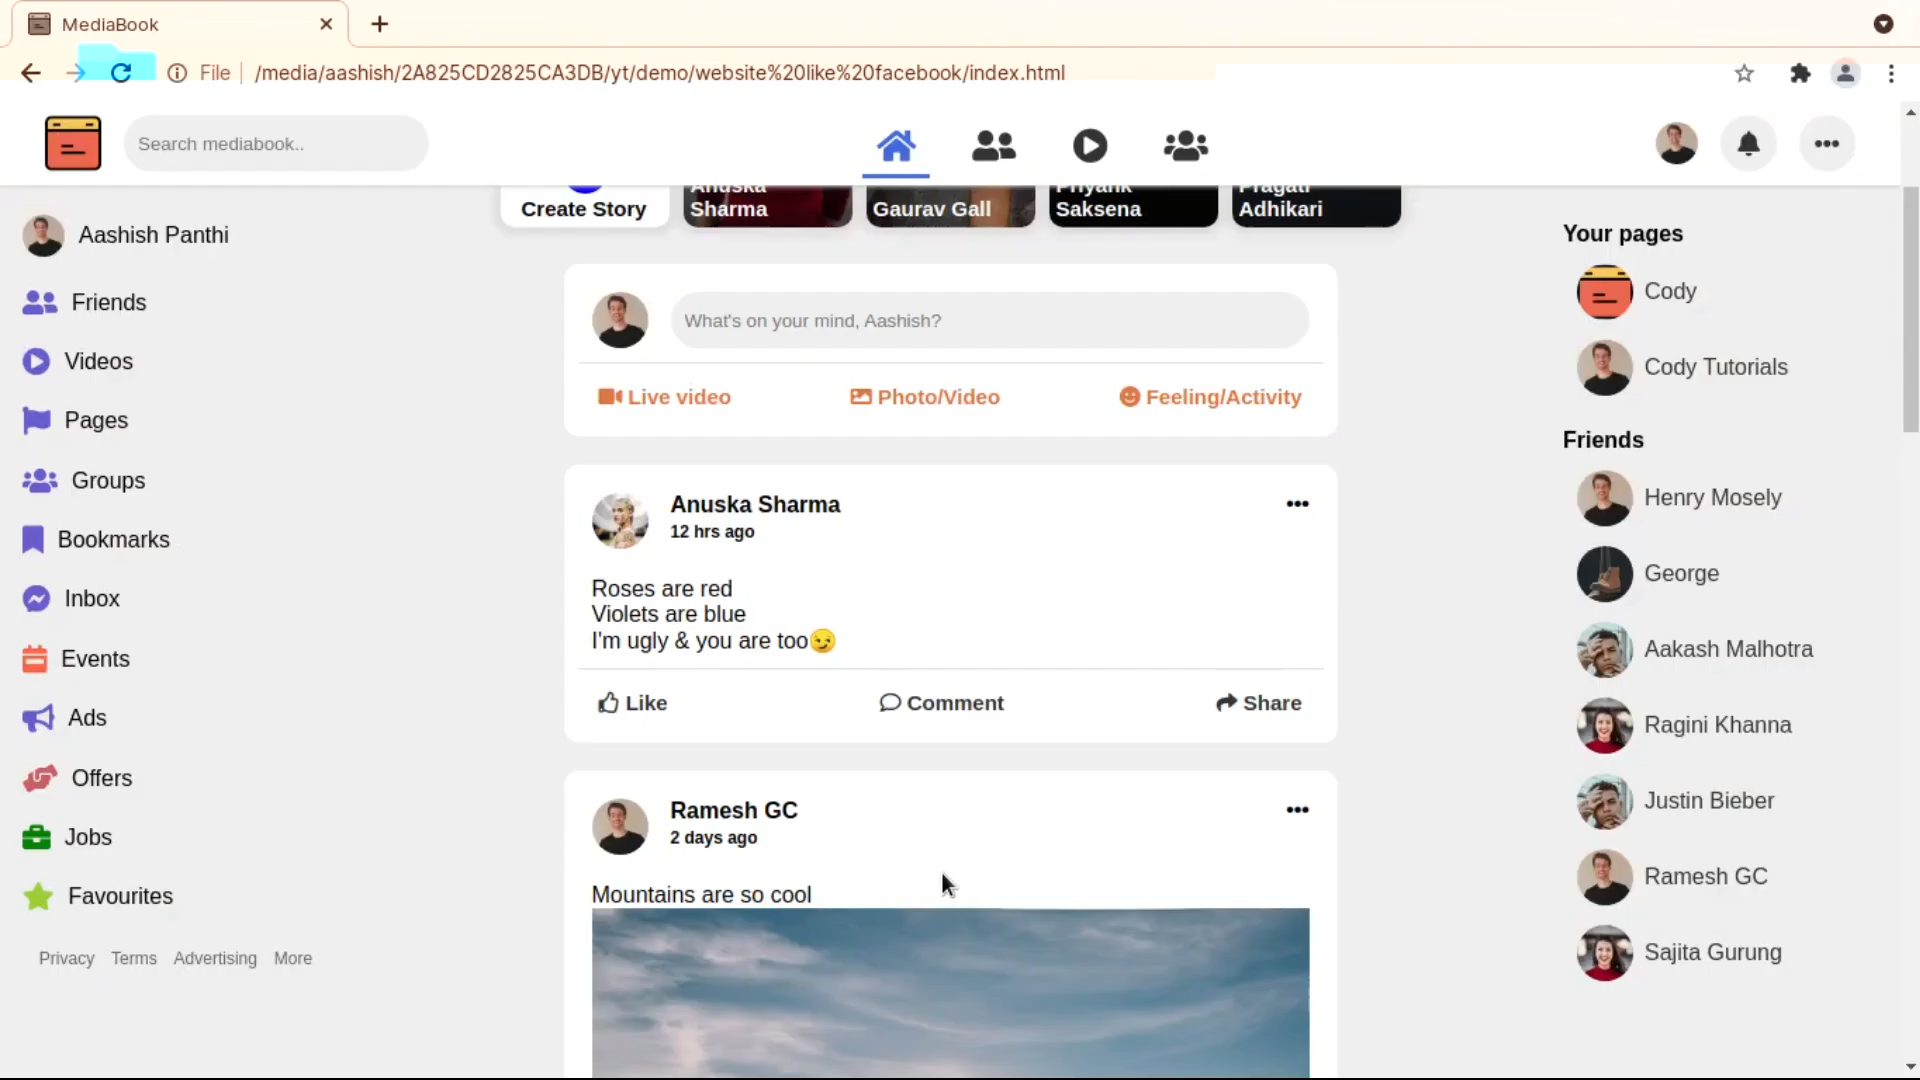 MediaBook
File /media/aashish/2A825CD2825CA3DB/yt/demo/website%20like%20facebook/index.html
Search mediabook..
Create Story
Anuska
Sharma
Gaurav Gall
Priyank
Saksena
Pragati
Adhikari
Aashish Panthi
Friends
Videos
Pages
Groups
Bookmarks
Inbox
Events
Ads
Offers
Jobs
Favourites
Privacy Terms Advertising More
What's on your mind, Aashish?
Live video
Photo/Video
Feeling/Activity
Anuska Sharma
12 hrs ago
Roses are red
Violets are blue
I'm ugly & you are too😏
Like
Comment
Share
Ramesh GC
2 days ago
Mountains are so cool
Your pages
Cody
Cody Tutorials
Friends
Henry Mosely
George
Aakash Malhotra
Ragini Khanna
Justin Bieber
Ramesh GC
Sajita Gurung